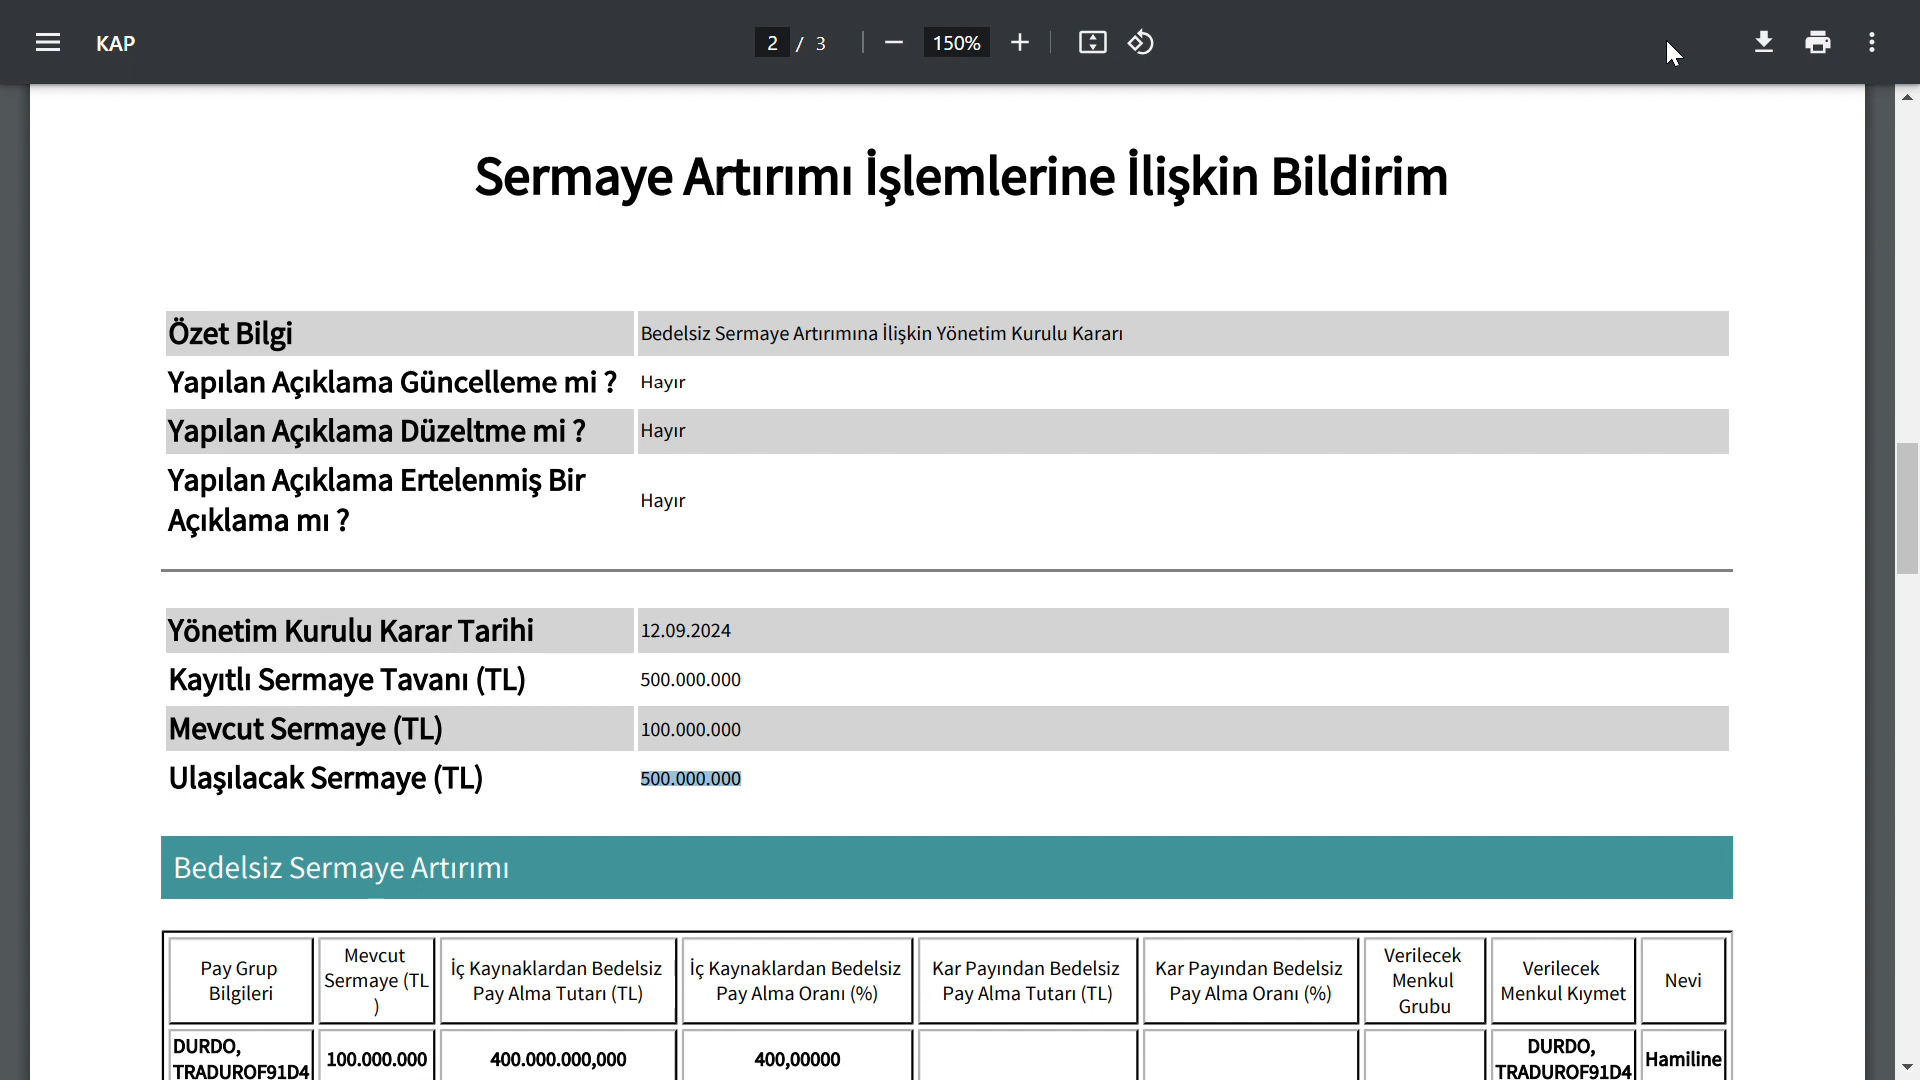 KAP
2 / 3
150%
Sermaye Artırımı İşlemlerine İlişkin Bildirim
Özet Bilgi
Bedelsiz Sermaye Artırımına İlişkin Yönetim Kurulu Kararı
Yapılan Açıklama Güncelleme mi ?
Hayır
Yapılan Açıklama Düzeltme mi ?
Hayır
Yapılan Açıklama Ertelenmiş Bir
Açıklama mı ?
Hayır
Yönetim Kurulu Karar Tarihi
12.09.2024
Kayıtlı Sermaye Tavanı (TL)
500.000.000
Mevcut Sermaye (TL)
100.000.000
Ulaşılacak Sermaye (TL)
500.000.000
Bedelsiz Sermaye Artırımı
Pay Grup
Bilgileri
Mevcut
Sermaye (TL
)
İç Kaynaklardan Bedelsiz
Pay Alma Tutarı (TL)
İç Kaynaklardan Bedelsiz
Pay Alma Oranı (%)
Kar Payından Bedelsiz
Pay Alma Tutarı (TL)
Kar Payından Bedelsiz
Pay Alma Oranı (%)
Verilecek
Menkul
Grubu
Verilecek
Menkul Kıymet
Nevi
DURDO,
TRADUROF91D4
100.000.000
400.000.000,000
400,00000
DURDO,
TRADUROF91D4
Hamiline